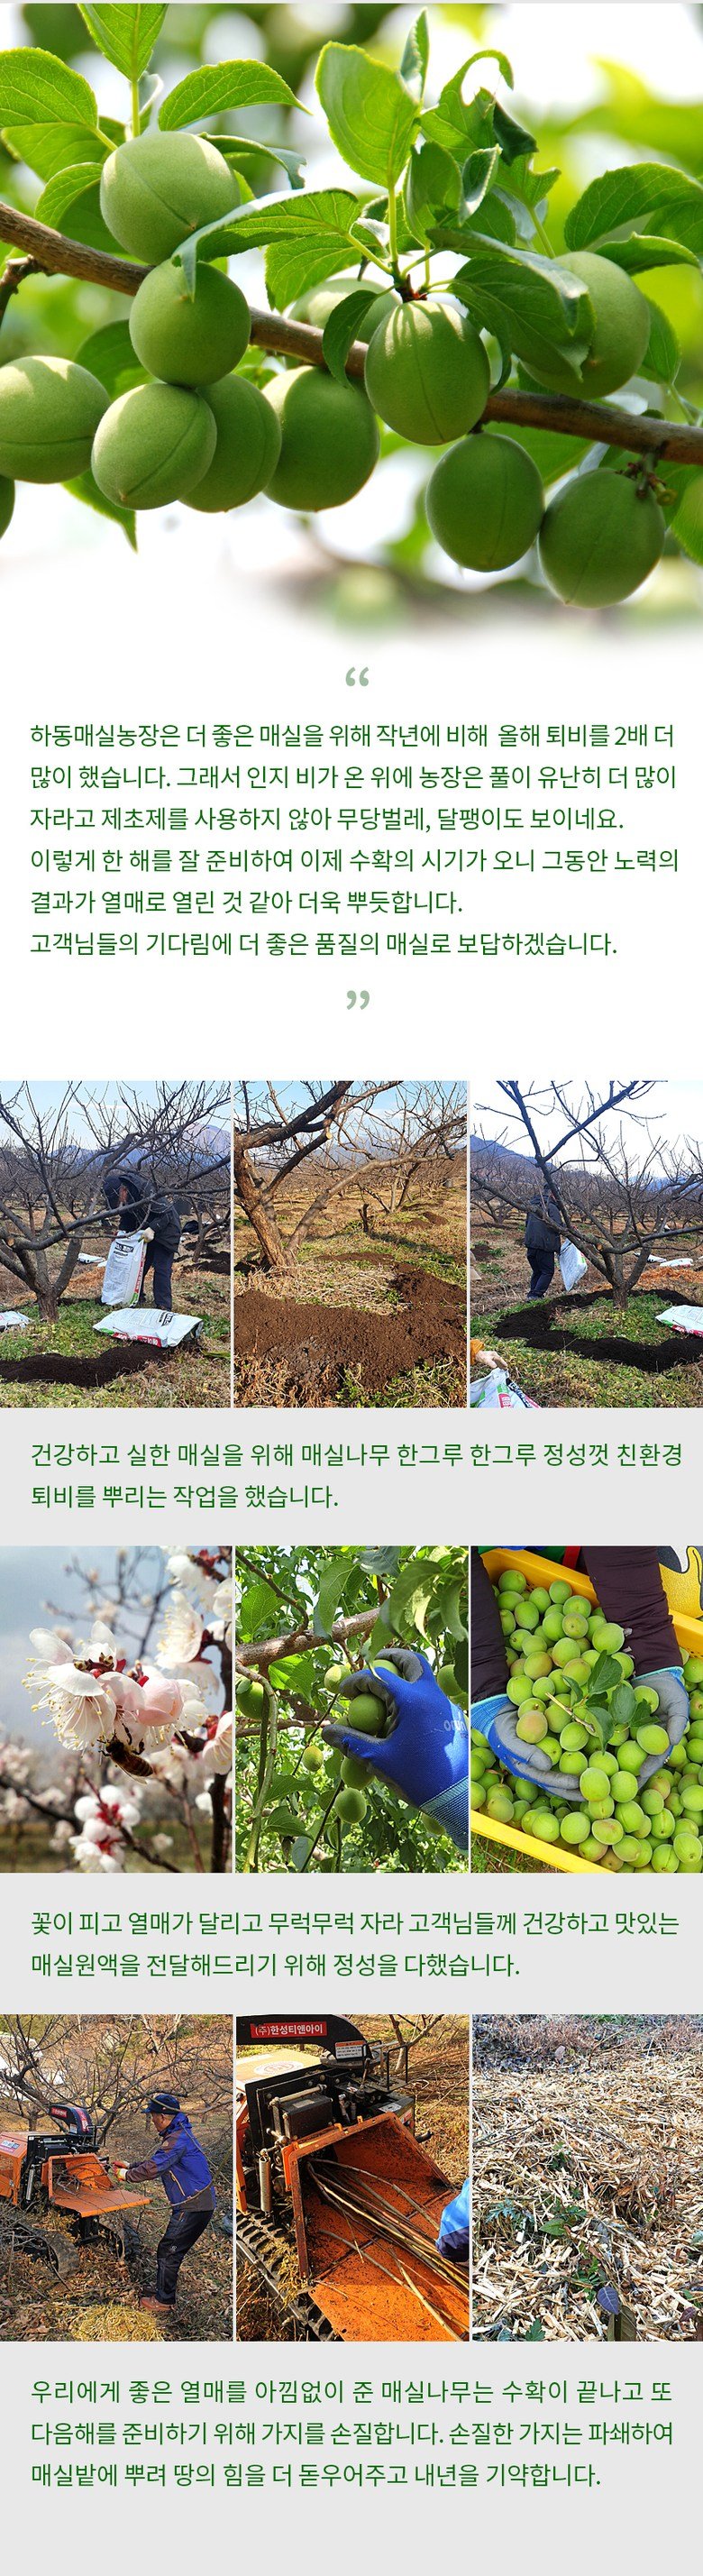 “
하동매실농장은 더 좋은 매실을 위해 작년에 비해 올해 퇴비를 2배 더
많이 했습니다. 그래서 인지 비가 온 뒤에 농장은 풀이 유난히 더 많이
자라고 제초제를 사용하지 않아 무당벌레, 달팽이도 보이네요.
이렇게 한 해를 잘 준비하여 이제 수확의 시기가 오니 그동안 노력의
결과가 열매로 열린 것 같아 더욱 뿌듯합니다.
고객님들의 기다림에 더 좋은 품질의 매실로 보답하겠습니다.
”
건강하고 실한 매실을 위해 매실나무 한그루 한그루 정성껏 친환경
퇴비를 뿌리는 작업을 했습니다.
꽃이 피고 열매가 달리고 무럭무럭 자라 고객님들께 건강하고 맛있는
매실원액을 전달해드리기 위해 정성을 다했습니다.
(주)한성티앤아이
우리에게 좋은 열매를 아낌없이 준 매실나무는 수확이 끝나고 또
다음해를 준비하기 위해 가지를 손질합니다. 손질한 가지는 파쇄하여
매실밭에 뿌려 땅의 힘을 더 돋우어주고 내년을 기약합니다.